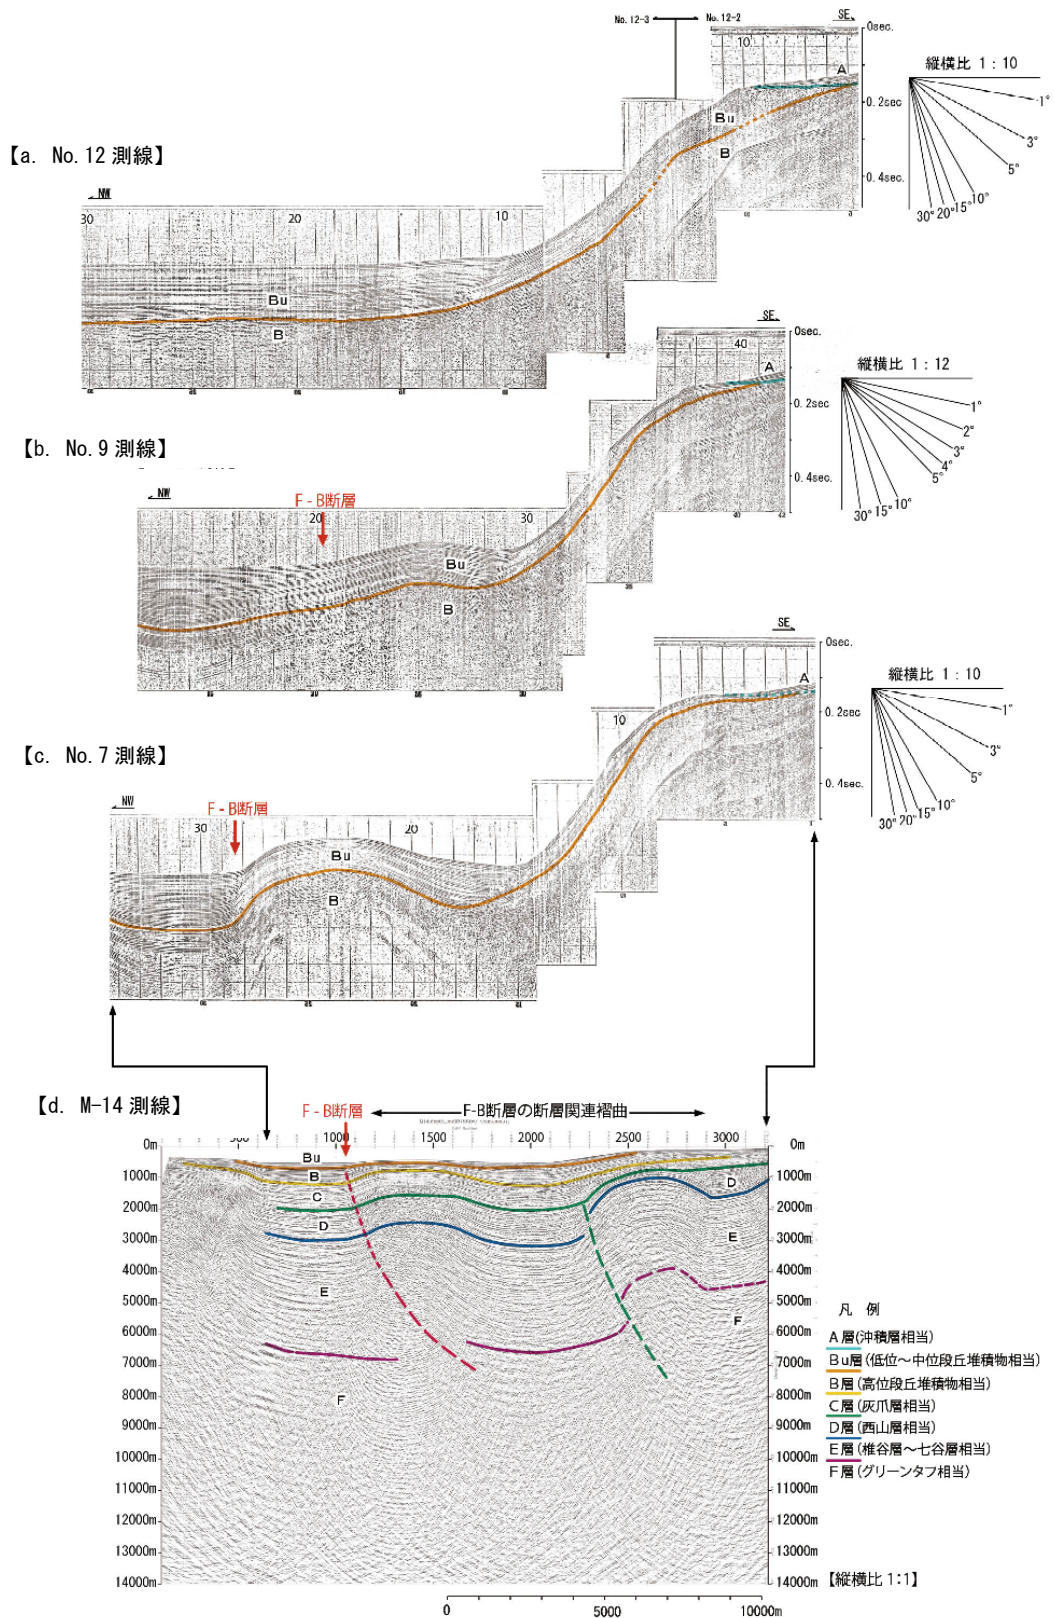 No.12-3 No.12-2
SE
0sec.
10
A
縦横比 1：10
0.2sec
1°
Bu
3°
【a. No.12 測線】
B
5°
0.4sec.
NW
10°
15°
20°
30°
30 20 10
Bu
B
SE
0sec.
40
A
縦横比 1：12
0.2sec
1°
2°
【b. No.9 測線】
3°
4°
5°
0.4sec.
NW
F-B断層
10°
15°
30°
20 30
Bu
B
SE
0sec.
A
縦横比 1：10
1°
0.2sec
10
3°
【c. No.7 測線】
5°
0.4sec.
NW
F-B断層
10°
15°
20°
30°
30 20
Bu
B
【d. M-14 測線】
F-B断層
F-B断層の断層関連褶曲
500 1000 1500 2000 2500 3000
0m 0m
Bu
1000m B D 1000m
C
2000m 2000m
D
3000m E 3000m
4000m 4000m
E
5000m F 5000m
6000m 6000m
7000m 7000m
8000m F 8000m
9000m 9000m
10000m 10000m
11000m 11000m
12000m 12000m
13000m 13000m
14000m 14000m
凡 例
A層(沖積層相当)
Bu層(低位～中位段丘堆積物相当)
B層(高位段丘堆積物相当)
C層(灰爪層相当)
D層(西山層相当)
E層(椎谷層～七谷層相当)
F層(グリーンタフ相当)
【縦横比 1:1】
0 5000 10000m